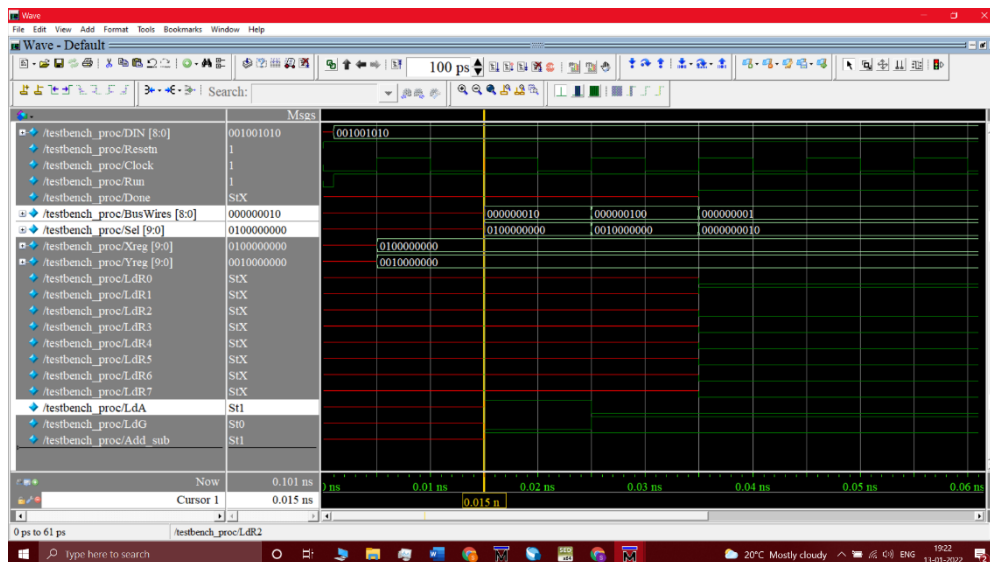 Wave
File Edit View Add Format Tools Bookmarks Window Help
Wave - Default
100 ps
Search:
Msgs
/testbench_proc/DIN [8:0] 001001010 001001010
/testbench_proc/Resetn 1
/testbench_proc/Clock 1
/testbench_proc/Run 1
/testbench_proc/Done StX
/testbench_proc/BusWires [8:0] 000000010 000000010 000000100 000000001
/testbench_proc/Sel [9:0] 0100000000 0100000000 0010000000 0000000010
/testbench_proc/Xreg [9:0] 0100000000 0100000000
/testbench_proc/Yreg [9:0] 0010000000 0010000000
/testbench_proc/LdR0 StX
/testbench_proc/LdR1 StX
/testbench_proc/LdR2 StX
/testbench_proc/LdR3 StX
/testbench_proc/LdR4 StX
/testbench_proc/LdR5 StX
/testbench_proc/LdR6 StX
/testbench_proc/LdR7 StX
/testbench_proc/LdA St1
/testbench_proc/LdG St0
/testbench_proc/Add_sub St1
Now 0.101 ns ns 0.01 ns 0.02 ns 0.03 ns 0.04 ns 0.05 ns 0.06 ns
Cursor 1 0.015 ns 0.015 n
0 ps to 61 ps /testbench_proc/LdR2
Type here to search 20°C Mostly cloudy ENG 19:22
13-01-2022